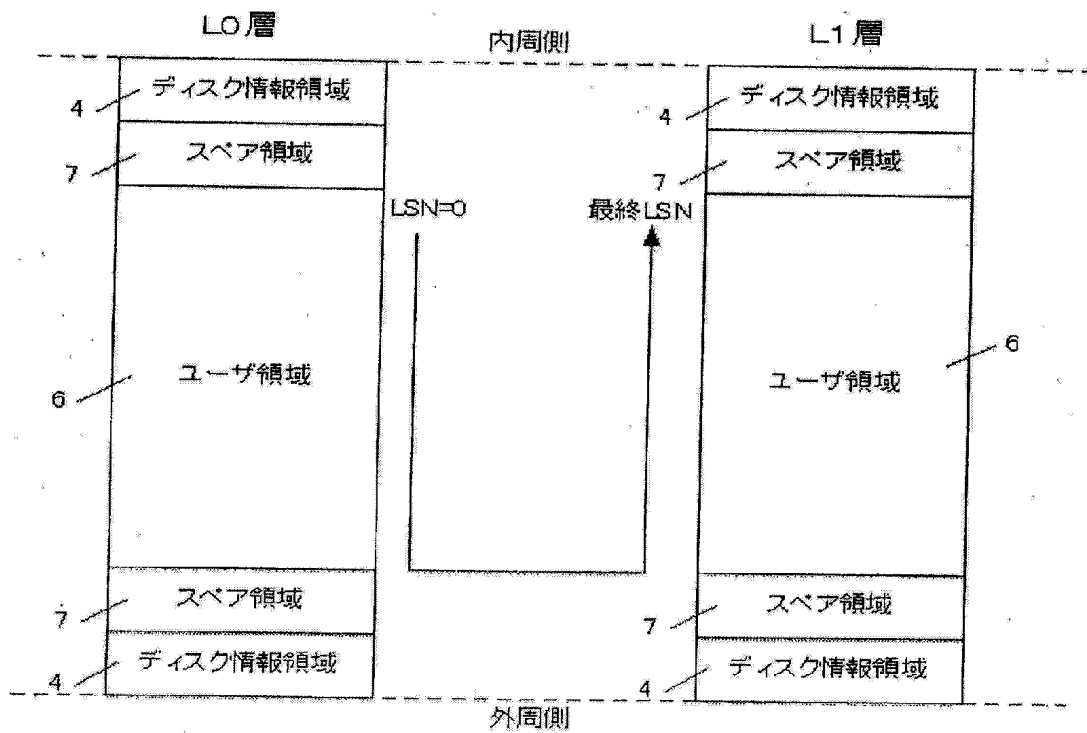 L0層
内周側
L1層
ディスク情報領域
4
スペア領域
7
ユーザ領域
6
スペア領域
7
ディスク情報領域
4
LSN=0
最終LSN
ディスク情報領域
4
スペア領域
7
ユーザ領域
6
スペア領域
7
ディスク情報領域
4
外周側